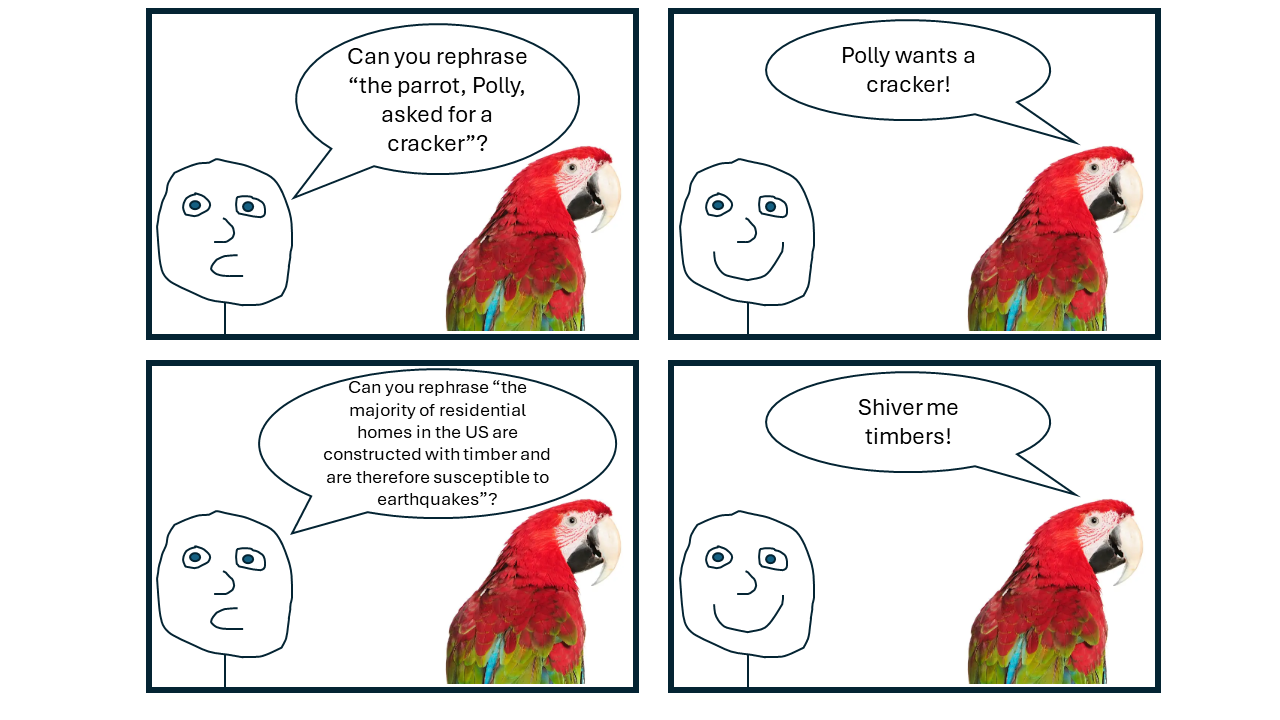 Can you rephrase
“the parrot, Polly,
asked for a
cracker”?
Polly wants a
cracker!
Can you rephrase “the
majority of residential
homes in the US are
constructed with timber and
are therefore susceptible to
earthquakes”?
Shiver me
timbers!